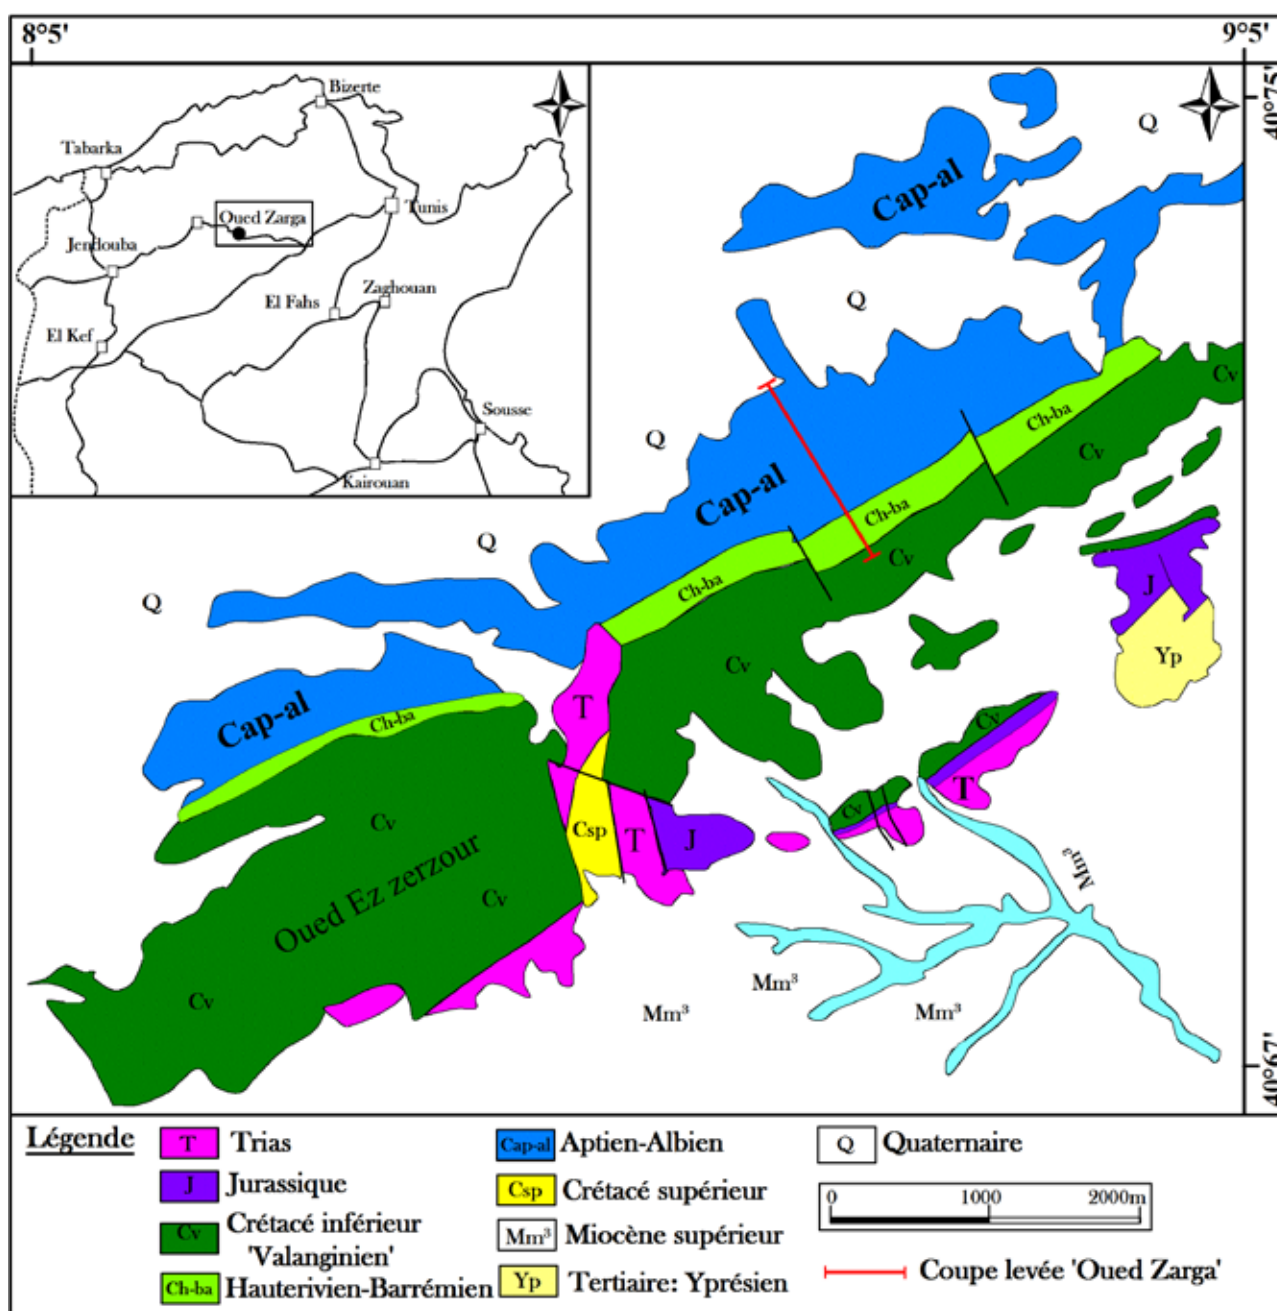 8°5'
9°5'
40°75'
Bizerte
Tabarka
Tunis
Oued Zarga
Jendouba
Zaghouan
El Fahs
El Kef
Sousse
Kairouan
Q
Cap-al
Q
Cv
Ch-ba
Q
Cv
Cap-al
Ch-ba
Q
Cv
Ch-ba
J
Q
Cv
Yp
T
Cap-al
Ch-ba
Cv
T
Cv
Cv
Csp
T
J
Oued Ez zerzour
Mm³
Cv
Mm³
Cv
Mm³
Mm³
40°67'
Légende
T Trias
J Jurassique
Cv Crétacé inférieur
'Valanginien'
Ch-ba Hauterivien-Barrémien
Cap-al Aptien-Albien
Csp Crétacé supérieur
Mm³ Miocène supérieur
Yp Tertiaire: Yprésien
Q Quaternaire
0 1000 2000m
Coupe levée 'Oued Zarga'